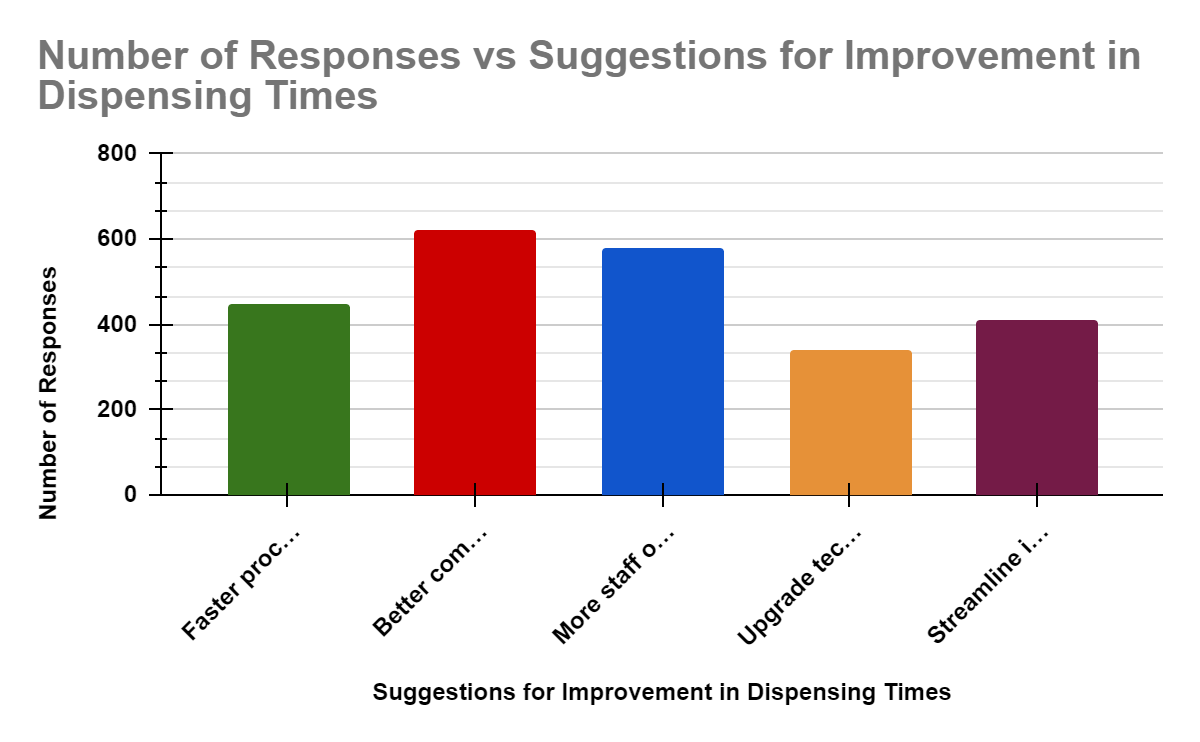 Number of Responses vs Suggestions for Improvement in
Dispensing Times
800
600
400
200
0
Number of Responses
Faster proc...
Better com...
More staff o...
Upgrade tec...
Streamline i...
Suggestions for Improvement in Dispensing Times